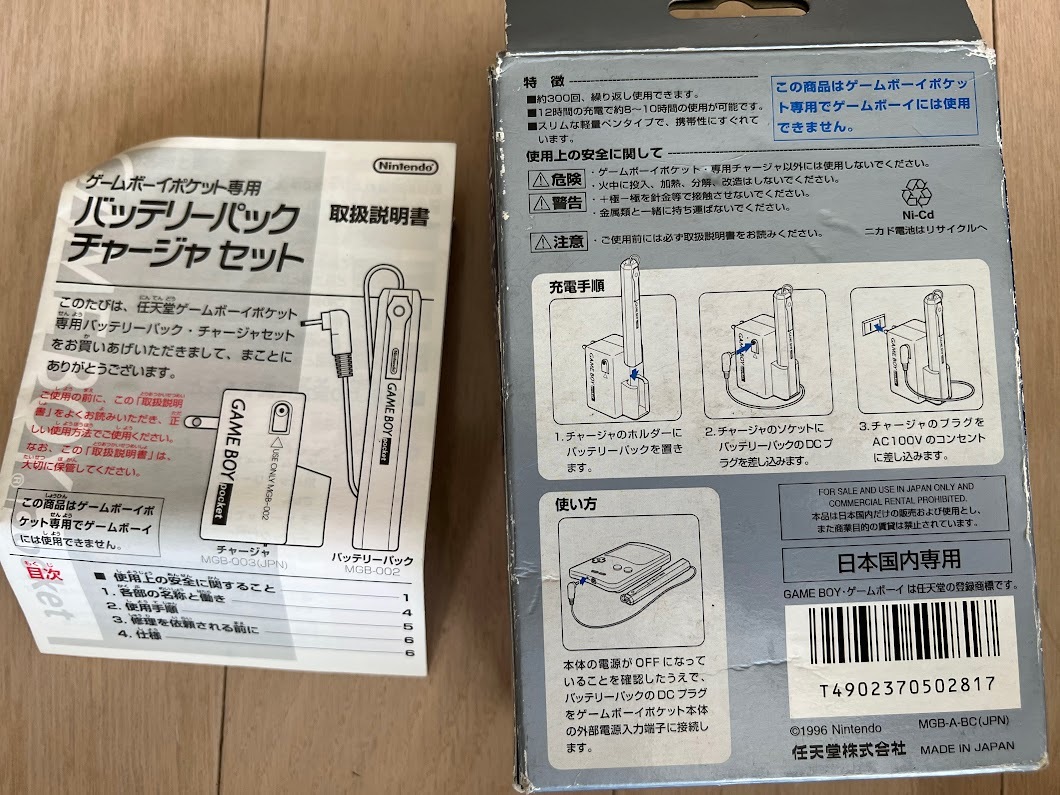 Nintendo
ゲームボーイポケット専用
バッテリーパック
チャージャ セット
取扱説明書
このたびは、任天堂ゲームボーイポケット
専用バッテリーパック・チャージャセット
をお買いあげいただきまして、まことに
ありがとうございます。
ご使用の前に、この「取扱説明
書」をよくお読みいただき、正
しい使用方法でご使用ください。
なお、この「取扱説明書」は、
大切に保管してください。
この商品はゲームボーイポ
ケット専用でゲームボーイ
には使用できません。
GAME BOY pocket
△USE ONLY MGB-002
Nintendo
GAME BOY pocket
チャージャ
MGB-003(JPN)
バッテリーパック
MGB-002
目次
■ 使用上の安全に関すること 1
1. 各部の名称と働き 4
2. 使用手順 5
3. 修理を依頼される前に 6
4. 仕様 6
特 徴
■約300回、繰り返し使用できます。
■12時間の充電で約8〜10時間の使用が可能です。
■スリムな軽量ペンタイプで、携帯性にすぐれて
います。
この商品はゲームボーイポケッ
ト専用でゲームボーイには使用
できません。
使用上の安全に関して
危険
・ゲームボーイポケット・専用チャージャ以外には使用しないでください。
・火中に投入、加熱、分解、改造はしないでください。
警告
・＋極－極を針金等で接触させないでください。
・金属類と一緒に持ち運ばないでください。
注意
・ご使用前には必ず取扱説明書をお読みください。
Ni-Cd
ニカド電池はリサイクルへ
充電手順
GAME BOY
GAME BOY
GAME BOY
1.チャージャのホルダーに
バッテリーパックを置き
ます。
2.チャージャのソケットに
バッテリーパックのDCプ
ラグを差し込みます。
3.チャージャのプラグを
AC100Vのコンセント
に差し込みます。
使い方
本体の電源がOFFになって
いることを確認したうえで、
バッテリーパックのDCプラグ
をゲームボーイポケット本体
の外部電源入力端子に接続し
ます。
FOR SALE AND USE IN JAPAN ONLY AND
COMMERCIAL RENTAL PROHIBITED.
本品は日本国内だけの販売および使用とし、
また商業目的の賃貸は禁止されています。
日本国内専用
GAME BOY・ゲームボーイは任天堂の登録商標です。
T4902370502817
©1996 Nintendo
MGB-A-BC(JPN)
任天堂株式会社
MADE IN JAPAN